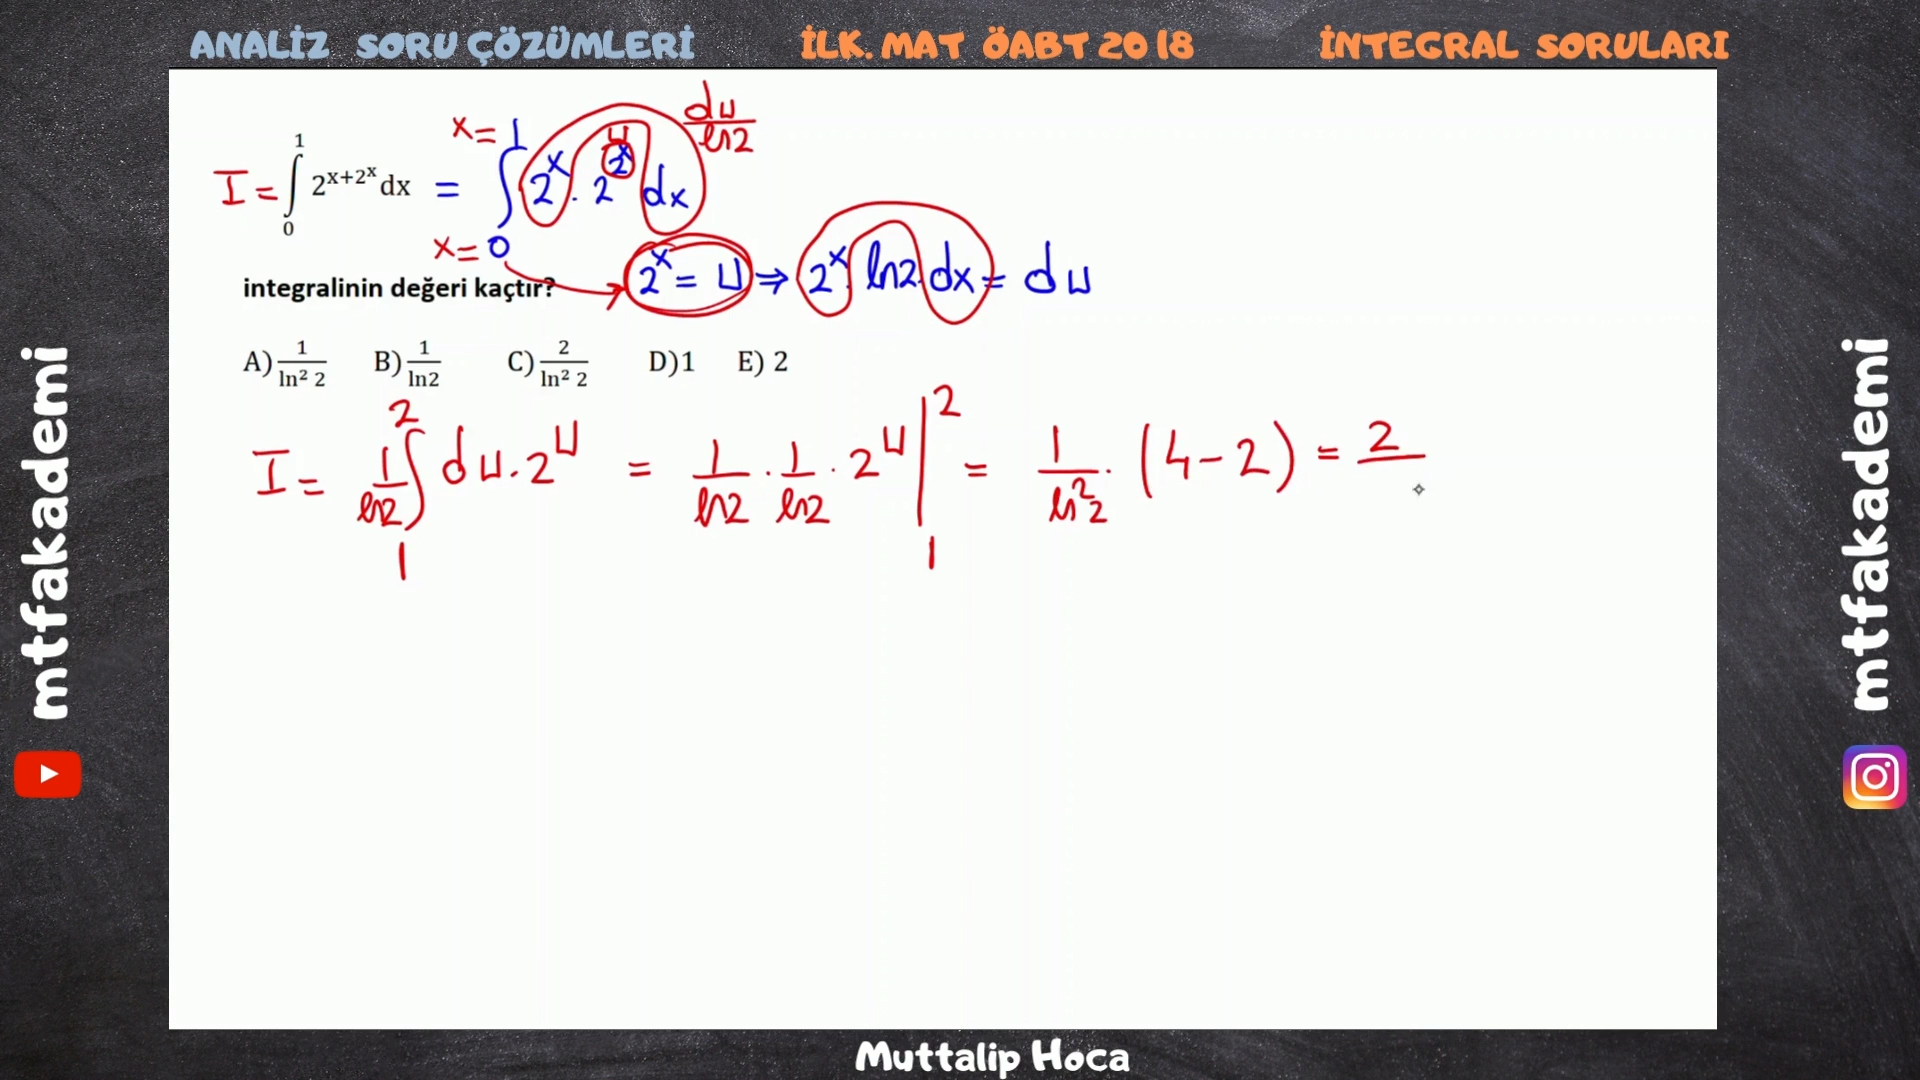 ANALİZ SORU ÇÖZÜMLERİ İLK. MAT ÖABT 2018 İNTEGRAL SORULARI
I = ∫₀¹ 2^(x+2^x) dx = ∫_(x=0)^(x=1) 2^x · 2^(2^x) dx
u
du/ln2
2^x = u ⇒ 2^x · ln2 · dx = du
integralinin değeri kaçtır?
A) 1/ln² 2 B) 1/ln2 C) 2/ln² 2 D)1 E) 2
I = 1/ln2 ∫₁² du · 2^u = 1/ln2 · 1/ln2 · 2^u |₁² = 1/ln²2 · (4-2) = 2
mtfakademi
mtfakademi
Muttalip Hoca